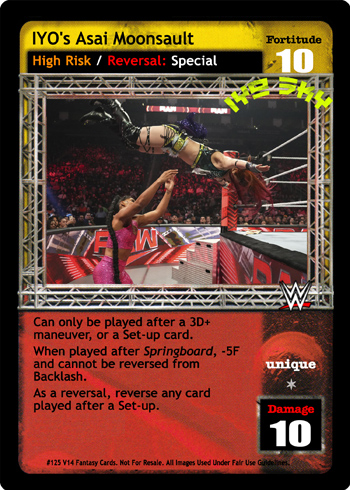 IYO's Asai Moonsault
Fortitude
10
High Risk / Reversal: Special
IYO SKY
RAW
W
Can only be played after a 3D+
maneuver, or a Set-up card.
When played after Springboard, -5F
and cannot be reversed from
Backlash.
As a reversal, reverse any card
played after a Set-up.
unique
*
Damage
10
#125 V14 Fantasy Cards. Not For Resale. All Images Used Under Fair Use Guidelines.